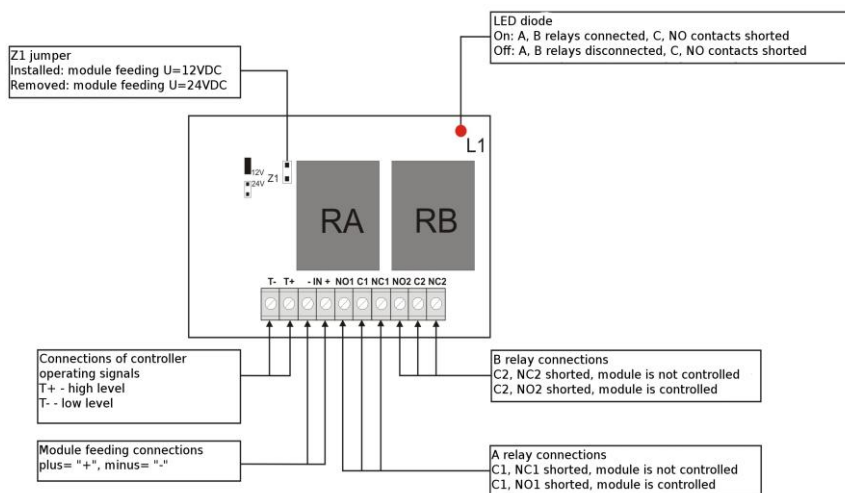 LED diode
On: A, B relays connected, C, NO contacts shorted
Off: A, B relays disconnected, C, NO contacts shorted
Z1 jumper
Installed: module feeding U=12VDC
Removed: module feeding U=24VDC
L1
12V
24V
Z1
RA
RB
T- T+ - IN + NO1 C1 NC1 NO2 C2 NC2
Connections of controller
operating signals
T+ - high level
T- - low level
B relay connections
C2, NC2 shorted, module is not controlled
C2, NO2 shorted, module is controlled
Module feeding connections
plus= "+", minus= "-"
A relay connections
C1, NC1 shorted, module is not controlled
C1, NO1 shorted, module is controlled